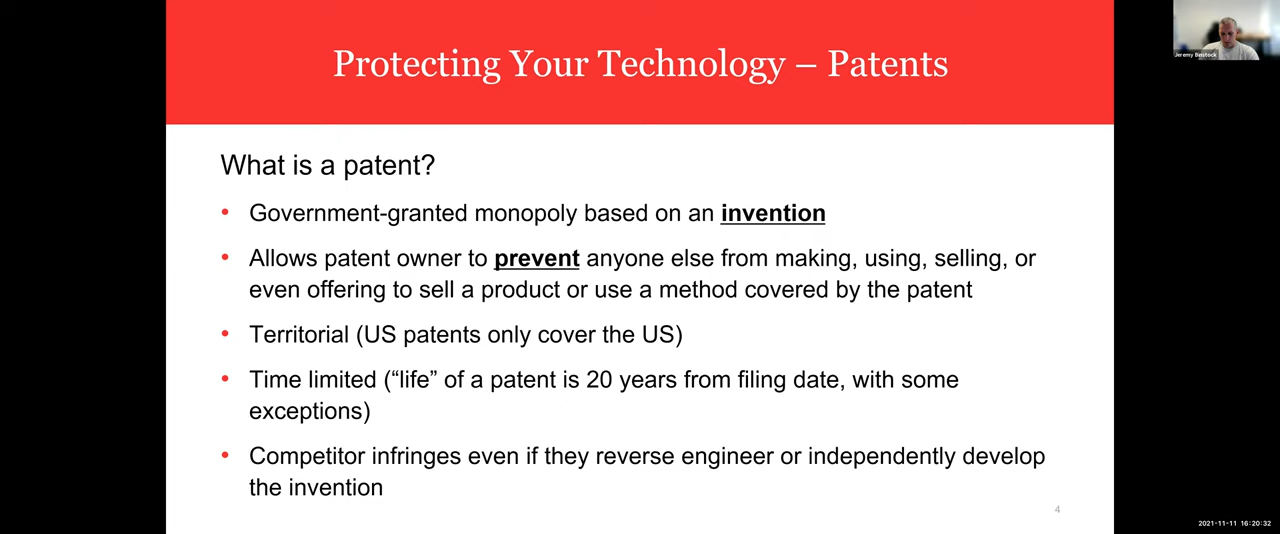 Protecting Your Technology – Patents
What is a patent?
• Government-granted monopoly based on an invention
• Allows patent owner to prevent anyone else from making, using, selling, or
even offering to sell a product or use a method covered by the patent
• Territorial (US patents only cover the US)
• Time limited (“life” of a patent is 20 years from filing date, with some
exceptions)
• Competitor infringes even if they reverse engineer or independently develop
the invention
4
2021-11-11 16:20:32
Jeremy